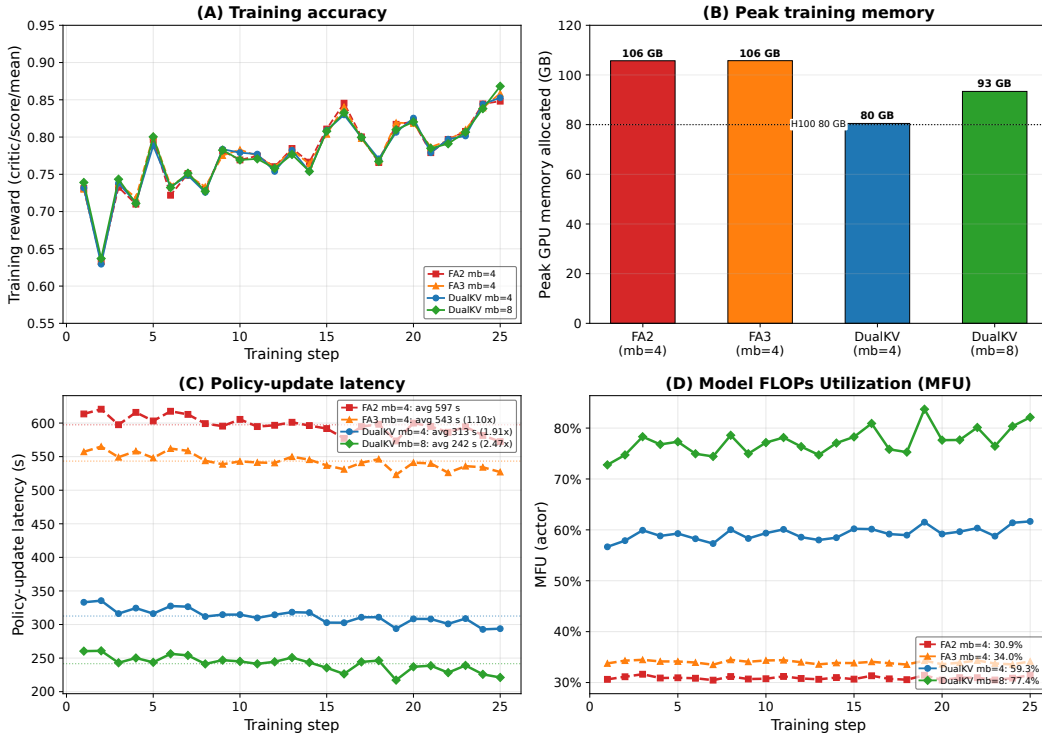 (A) Training accuracy
Training reward (critic/score/mean)
0.95
0.90
0.85
0.80
0.75
0.70
0.65
0.60
0.55
0
5
10
15
20
25
Training step
FA2 mb=4
FA3 mb=4
DualKV mb=4
DualKV mb=8
(B) Peak training memory
Peak GPU memory allocated (GB)
120
100
80
60
40
20
0
106 GB
106 GB
80 GB
93 GB
H100 80 GB
FA2
(mb=4)
FA3
(mb=4)
DualKV
(mb=4)
DualKV
(mb=8)
(C) Policy-update latency
Policy-update latency (s)
600
550
500
450
400
350
300
250
200
0
5
10
15
20
25
Training step
FA2 mb=4: avg 597 s
FA3 mb=4: avg 543 s (1.10x)
DualKV mb=4: avg 313 s (1.91x)
DualKV mb=8: avg 242 s (2.47x)
(D) Model FLOPs Utilization (MFU)
MFU (actor)
80%
70%
60%
50%
40%
30%
0
5
10
15
20
25
Training step
FA2 mb=4: 30.9%
FA3 mb=4: 34.0%
DualKV mb=4: 59.3%
DualKV mb=8: 77.4%